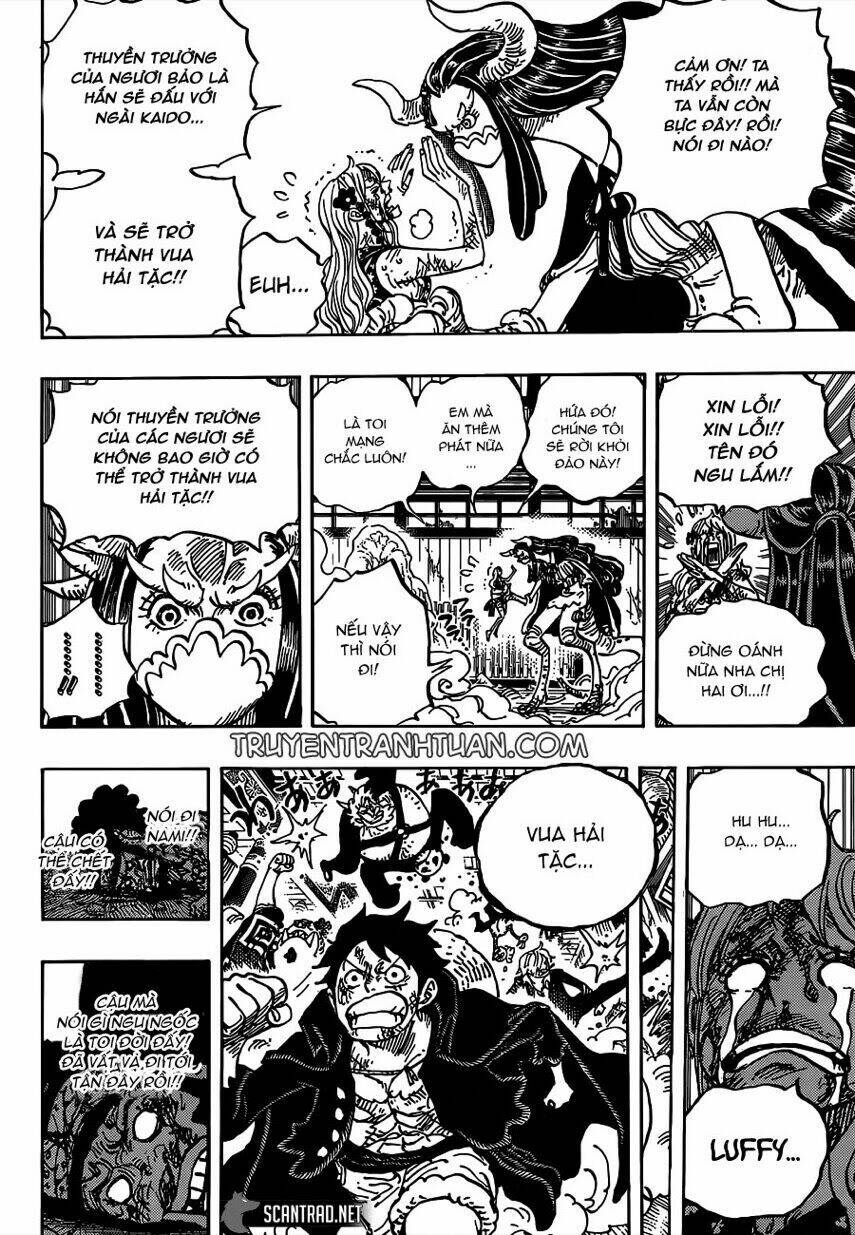 CẢM ƠN! TA
THẤY RỒI!! MÀ
TA VẪN CÒN
BỰC ĐÂY! RỒI!
NÓI ĐI NÀO!
THUYỀN TRƯỞNG
CỦA NGƯƠI BẢO LÀ
HẮN SẼ ĐẤU VỚI
NGÀI KAIDO...
VÀ SẼ TRỞ
THÀNH VUA
HẢI TẶC!!
EUH...
XIN LỖI!
XIN LỖI!!
TÊN ĐÓ
NGU LẮM!!
ĐỪNG OÁNH
NỮA NHA CHỊ
HAI ƠI...!!
HỨA ĐÓ!
CHÚNG TÔI
SẼ RỜI KHỎI
ĐẢO NÀY!
EM MÀ
ĂN THÊM
PHÁT NỮA
...
LÀ TOI
MẠNG
CHẮC LUÔN!
NẾU VẬY
THÌ NÓI
ĐI!
NÓI THUYỀN TRƯỞNG
CỦA CÁC NGƯƠI SẼ
KHÔNG BAO GIỜ CÓ
THỂ TRỞ THÀNH VUA
HẢI TẶC!!
TRUYENTRANHTUAN.COM
HU HU...
DẠ... DẠ...
LUFFY...
VUA HẢI
TẶC...
NÓI ĐI
NAMI!!
CẬU CÓ
THỂ CHẾT
ĐẤY!!
CẬU MÀ
NÓI GÌ NGU NGỐC
LÀ TOI ĐỜI ĐẤY!
ĐÃ VẤT VẢ ĐI TỚI
TẬN ĐÂY RỒI!!
SCANTRAD.NET